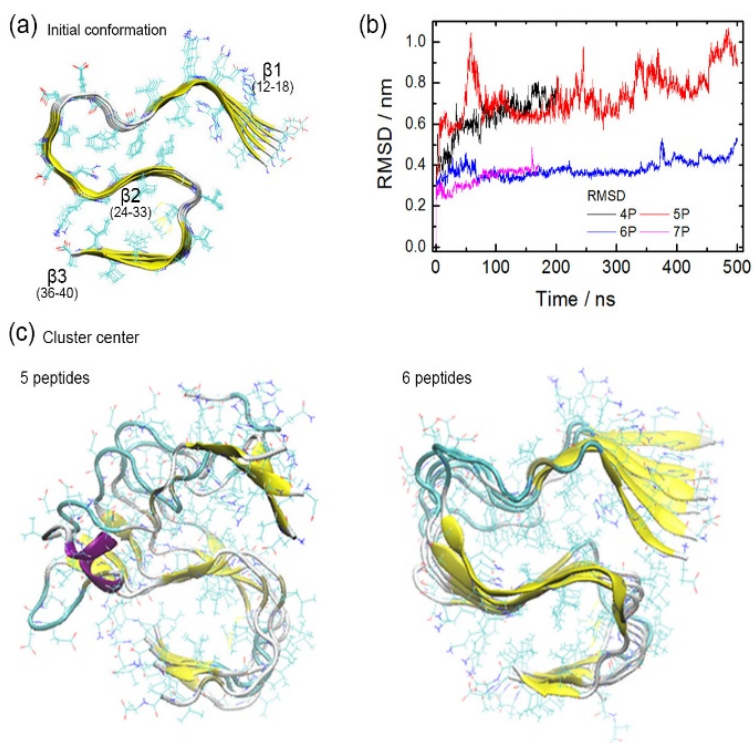 (a) Initial conformation
β1
(12-18)
β2
(24-33)
β3
(36-40)
(b)
RMSD / nm
1.0
0.8
0.6
0.4
0.2
0.0
RMSD
4P 5P
6P 7P
0 100 200 300 400 500
Time / ns
(c) Cluster center
5 peptides
6 peptides